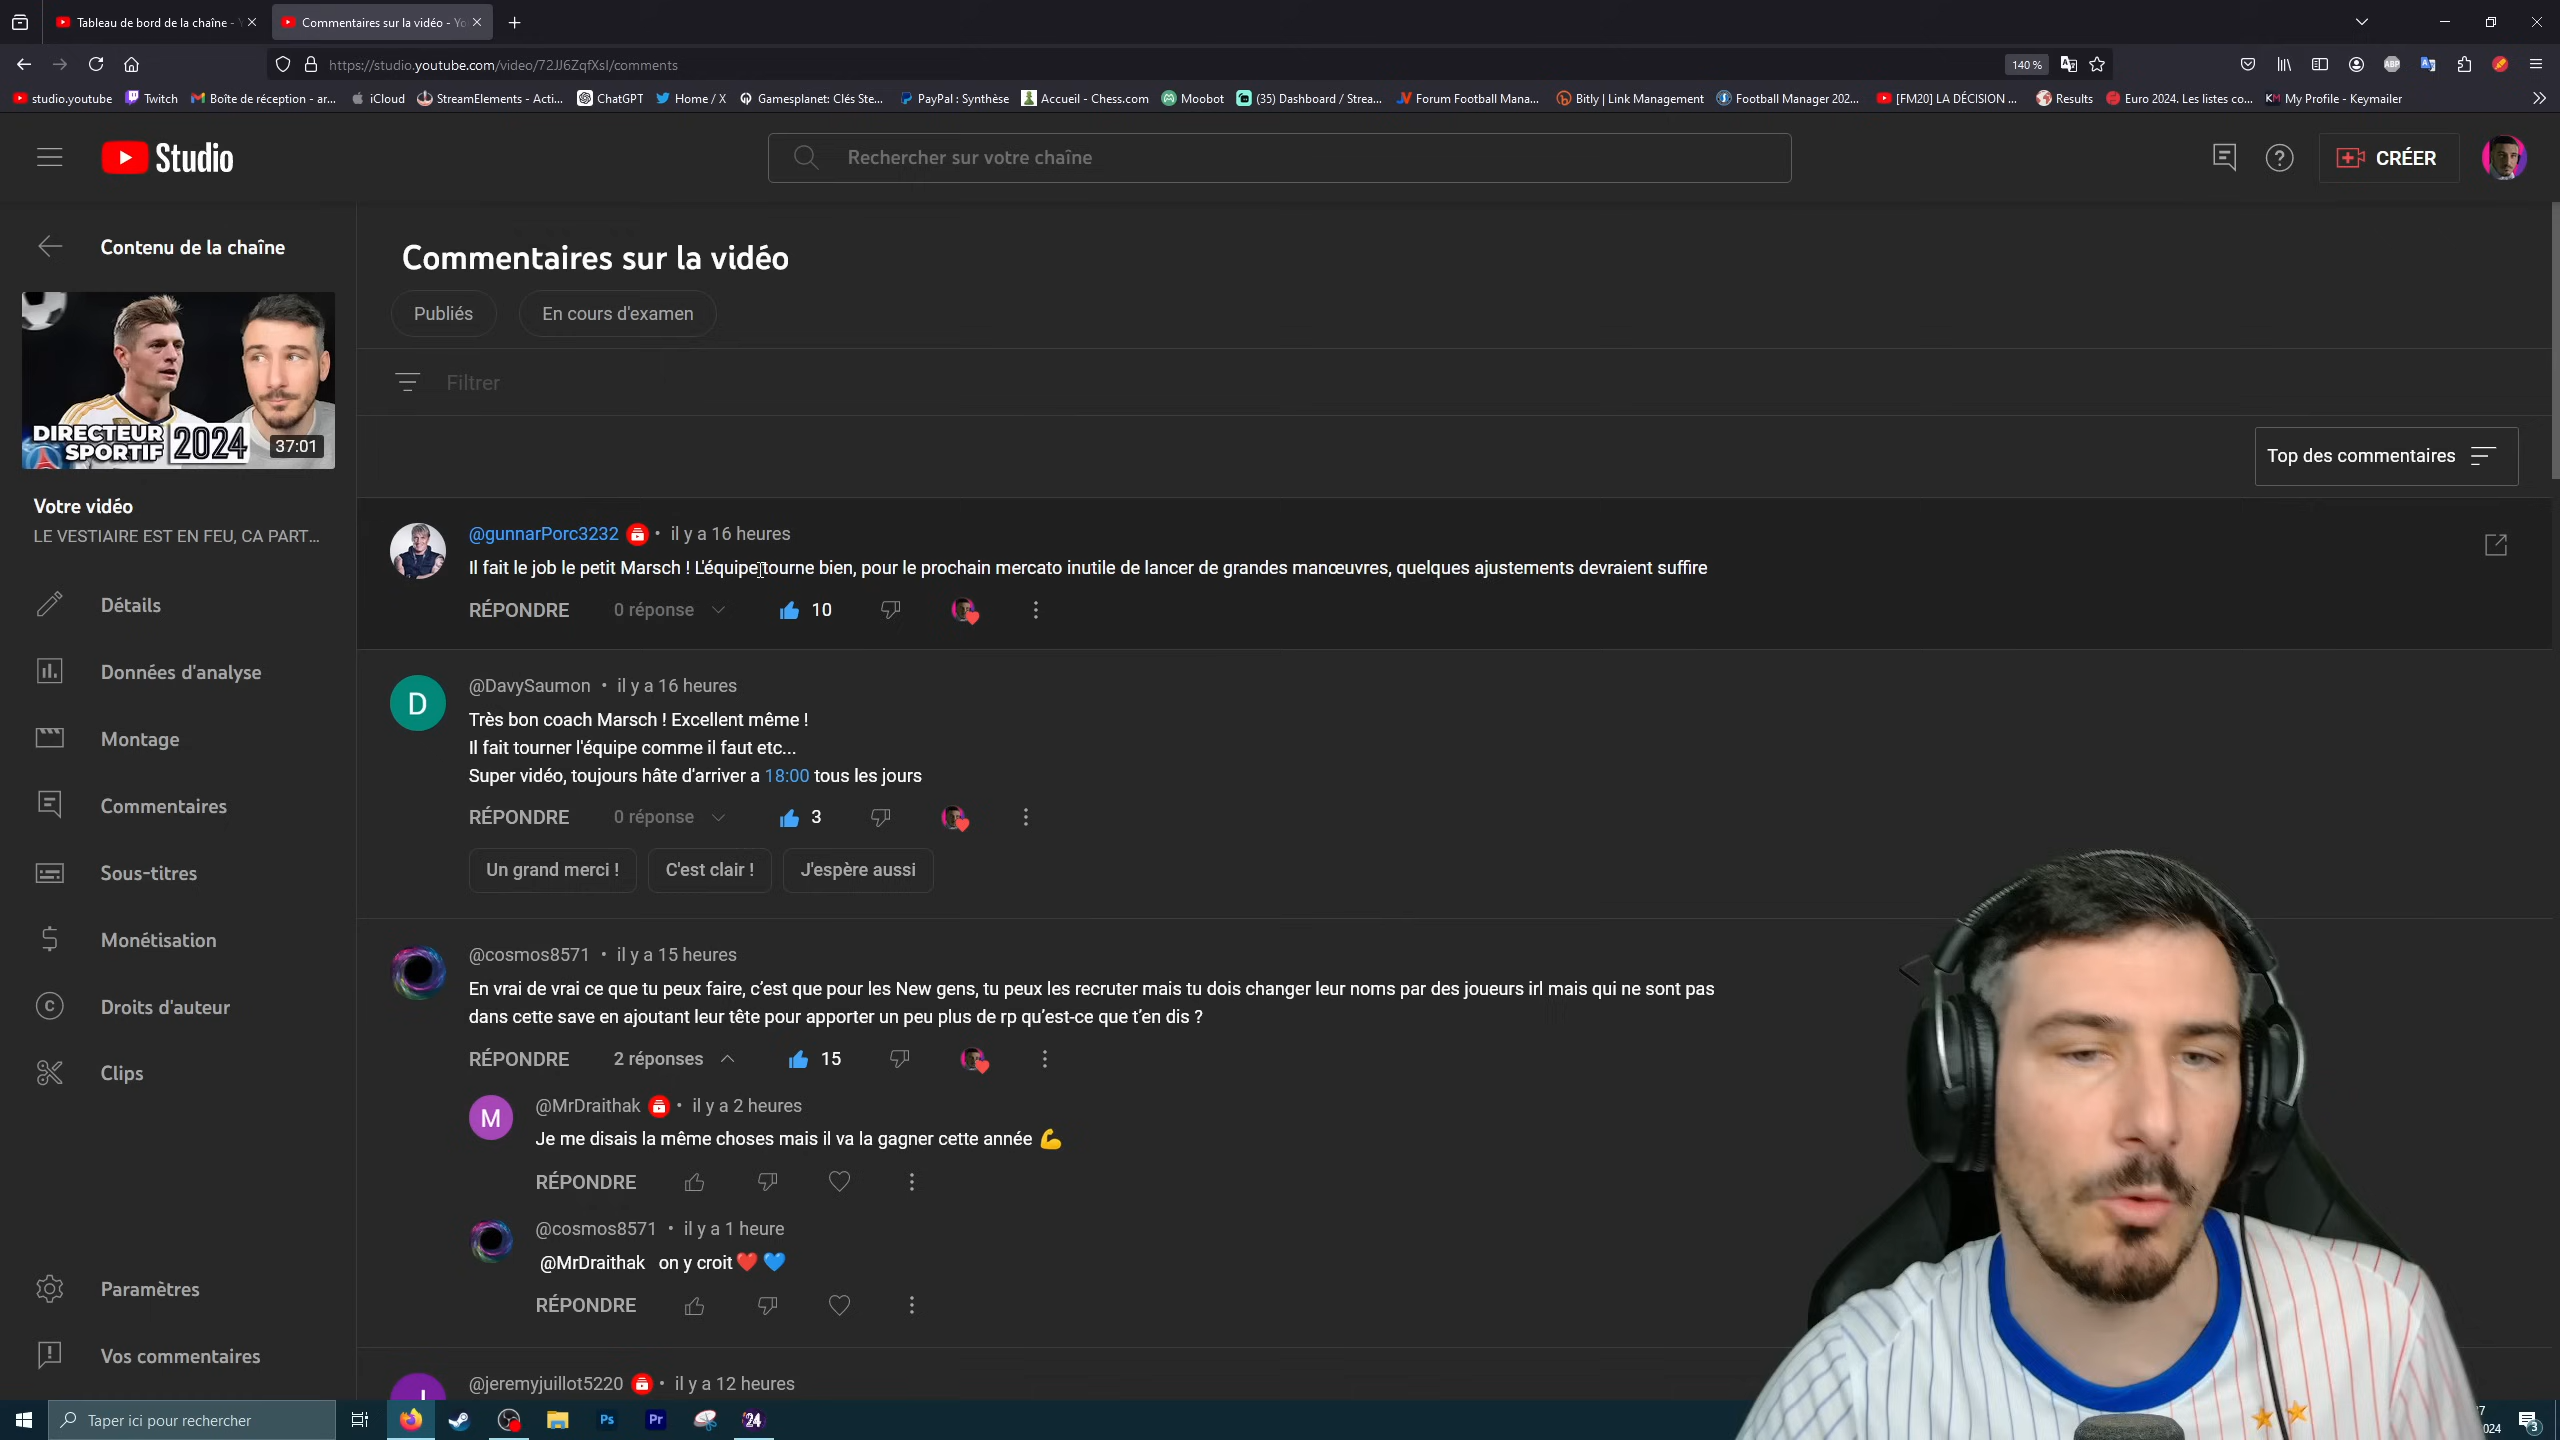 Tableau de bord de la chaîne -
Commentaires sur la vidéo - Yo
https://studio.youtube.com/video/72JJ6ZqfXsI/comments
140 %
studio.youtube
Twitch
Boîte de réception - ar...
iCloud
StreamElements - Acti...
ChatGPT
Home / X
Gamesplanet: Clés Ste...
PayPal : Synthèse
Accueil - Chess.com
Moobot
(35) Dashboard / Strea...
Forum Football Mana...
Bitly | Link Management
Football Manager 202...
[FM20] LA DÉCISION ...
Results
Euro 2024. Les listes co...
My Profile - Keymailer
Studio
Rechercher sur votre chaîne
CRÉER
Contenu de la chaîne
DIRECTEUR
SPORTIF
2024
37:01
Votre vidéo
LE VESTIAIRE EST EN FEU, CA PART...
Détails
Données d'analyse
Montage
Commentaires
Sous-titres
Monétisation
Droits d'auteur
Clips
Paramètres
Vos commentaires
Commentaires sur la vidéo
Publiés
En cours d'examen
Filtrer
Top des commentaires
@gunnarPorc3232 • il y a 16 heures
Il fait le job le petit Marsch ! L'équipe tourne bien, pour le prochain mercato inutile de lancer de grandes manœuvres, quelques ajustements devraient suffire
RÉPONDRE 0 réponse 10
D
@DavySaumon • il y a 16 heures
Très bon coach Marsch ! Excellent même !
Il fait tourner l'équipe comme il faut etc...
Super vidéo, toujours hâte d'arriver a 18:00 tous les jours
RÉPONDRE 0 réponse 3
Un grand merci !
C'est clair !
J'espère aussi
@cosmos8571 • il y a 15 heures
En vrai de vrai ce que tu peux faire, c’est que pour les New gens, tu peux les recruter mais tu dois changer leur noms par des joueurs irl mais qui ne sont pas
dans cette save en ajoutant leur tête pour apporter un peu plus de rp qu’est-ce que t’en dis ?
RÉPONDRE 2 réponses 15
M
@MrDraithak • il y a 2 heures
Je me disais la même choses mais il va la gagner cette année 💪
RÉPONDRE
@cosmos8571 • il y a 1 heure
@MrDraithak on y croit❤️ 💙
RÉPONDRE
@jeremyjuillot5220 • il y a 12 heures
Taper ici pour rechercher
Ps
Pr
24
3